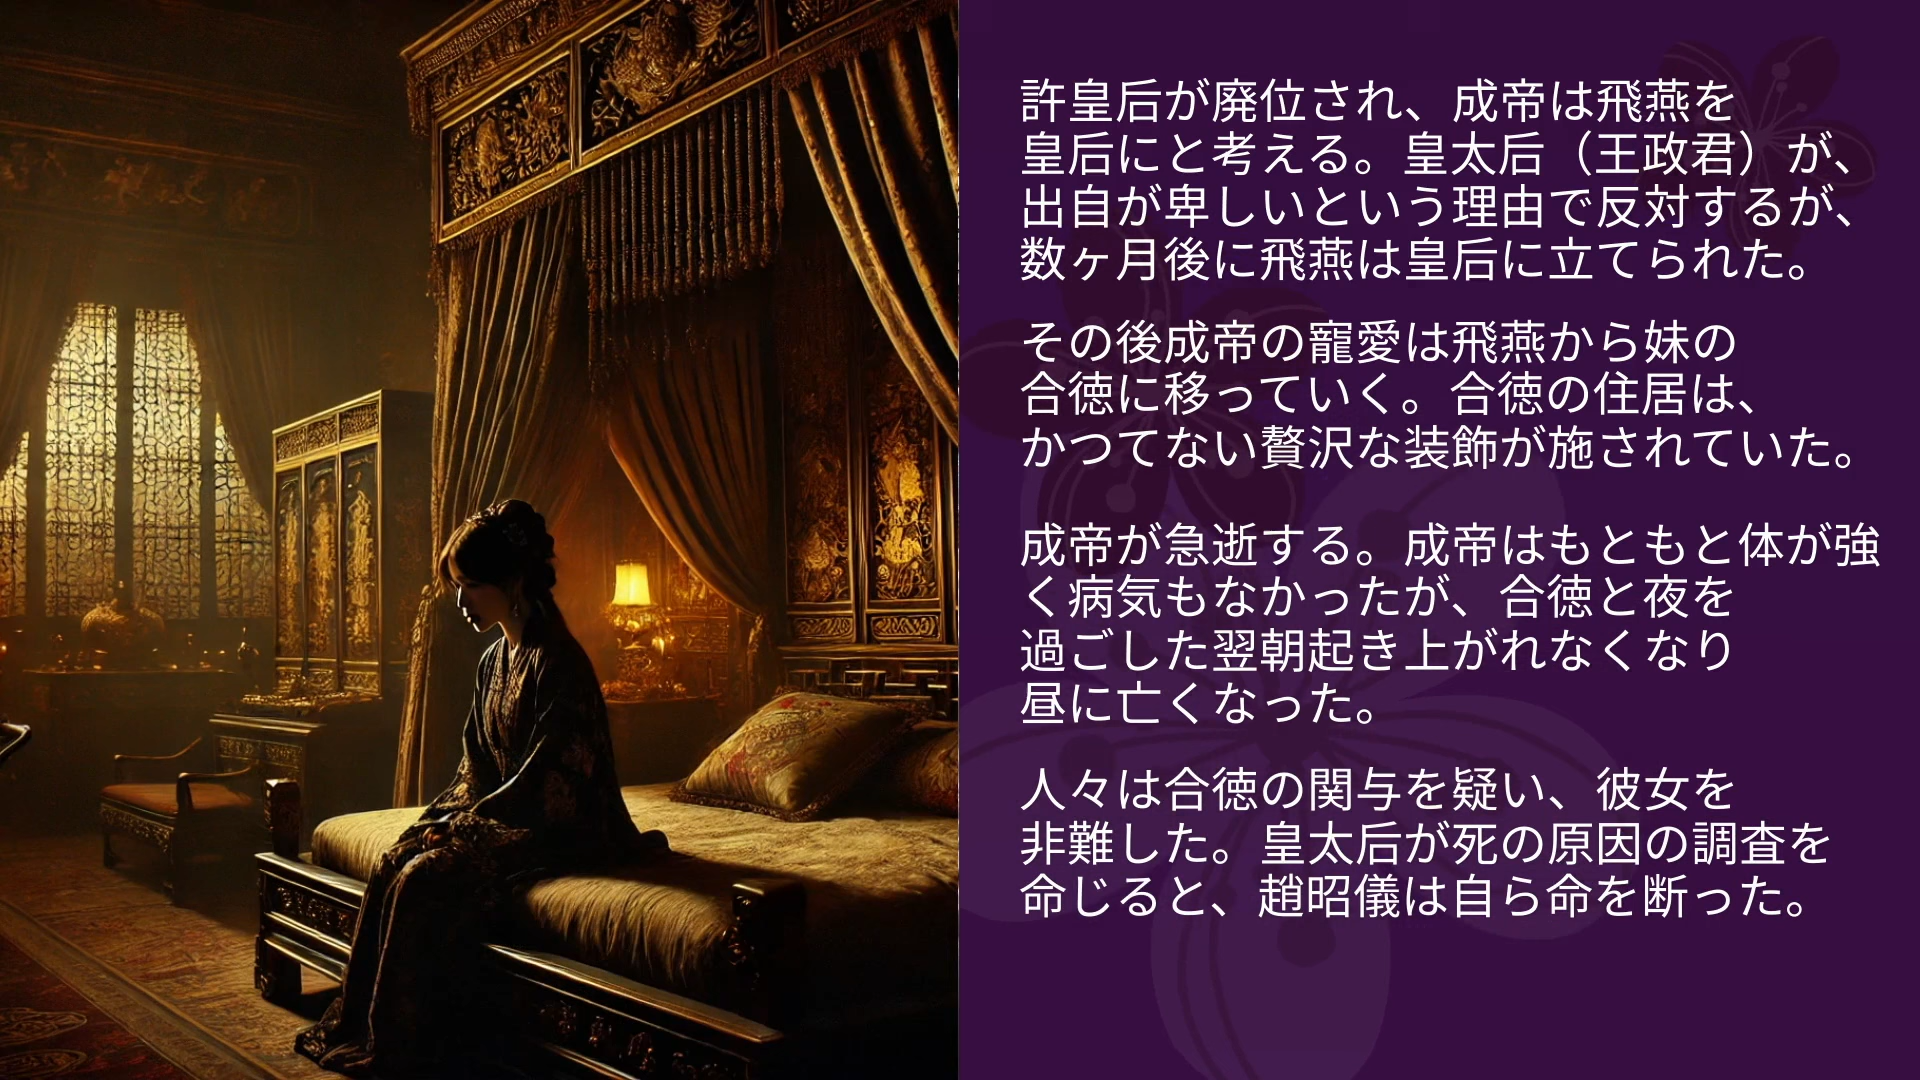 許皇后が廃位され、成帝は飛燕を
皇后にと考える。皇太后（王政君）が、
出自が卑しいという理由で反対するが、
数ヶ月後に飛燕は皇后に立てられた。
その後成帝の寵愛は飛燕から妹の
合徳に移っていく。合徳の住居は、
かつてない贅沢な装飾が施されていた。
成帝が急逝する。成帝はもともと体が強
く病気もなかったが、合徳と夜を
過ごした翌朝起き上がれなくなり
昼に亡くなった。
人々は合徳の関与を疑い、彼女を
非難した。皇太后が死の原因の調査を
命じると、趙昭儀は自ら命を断った。